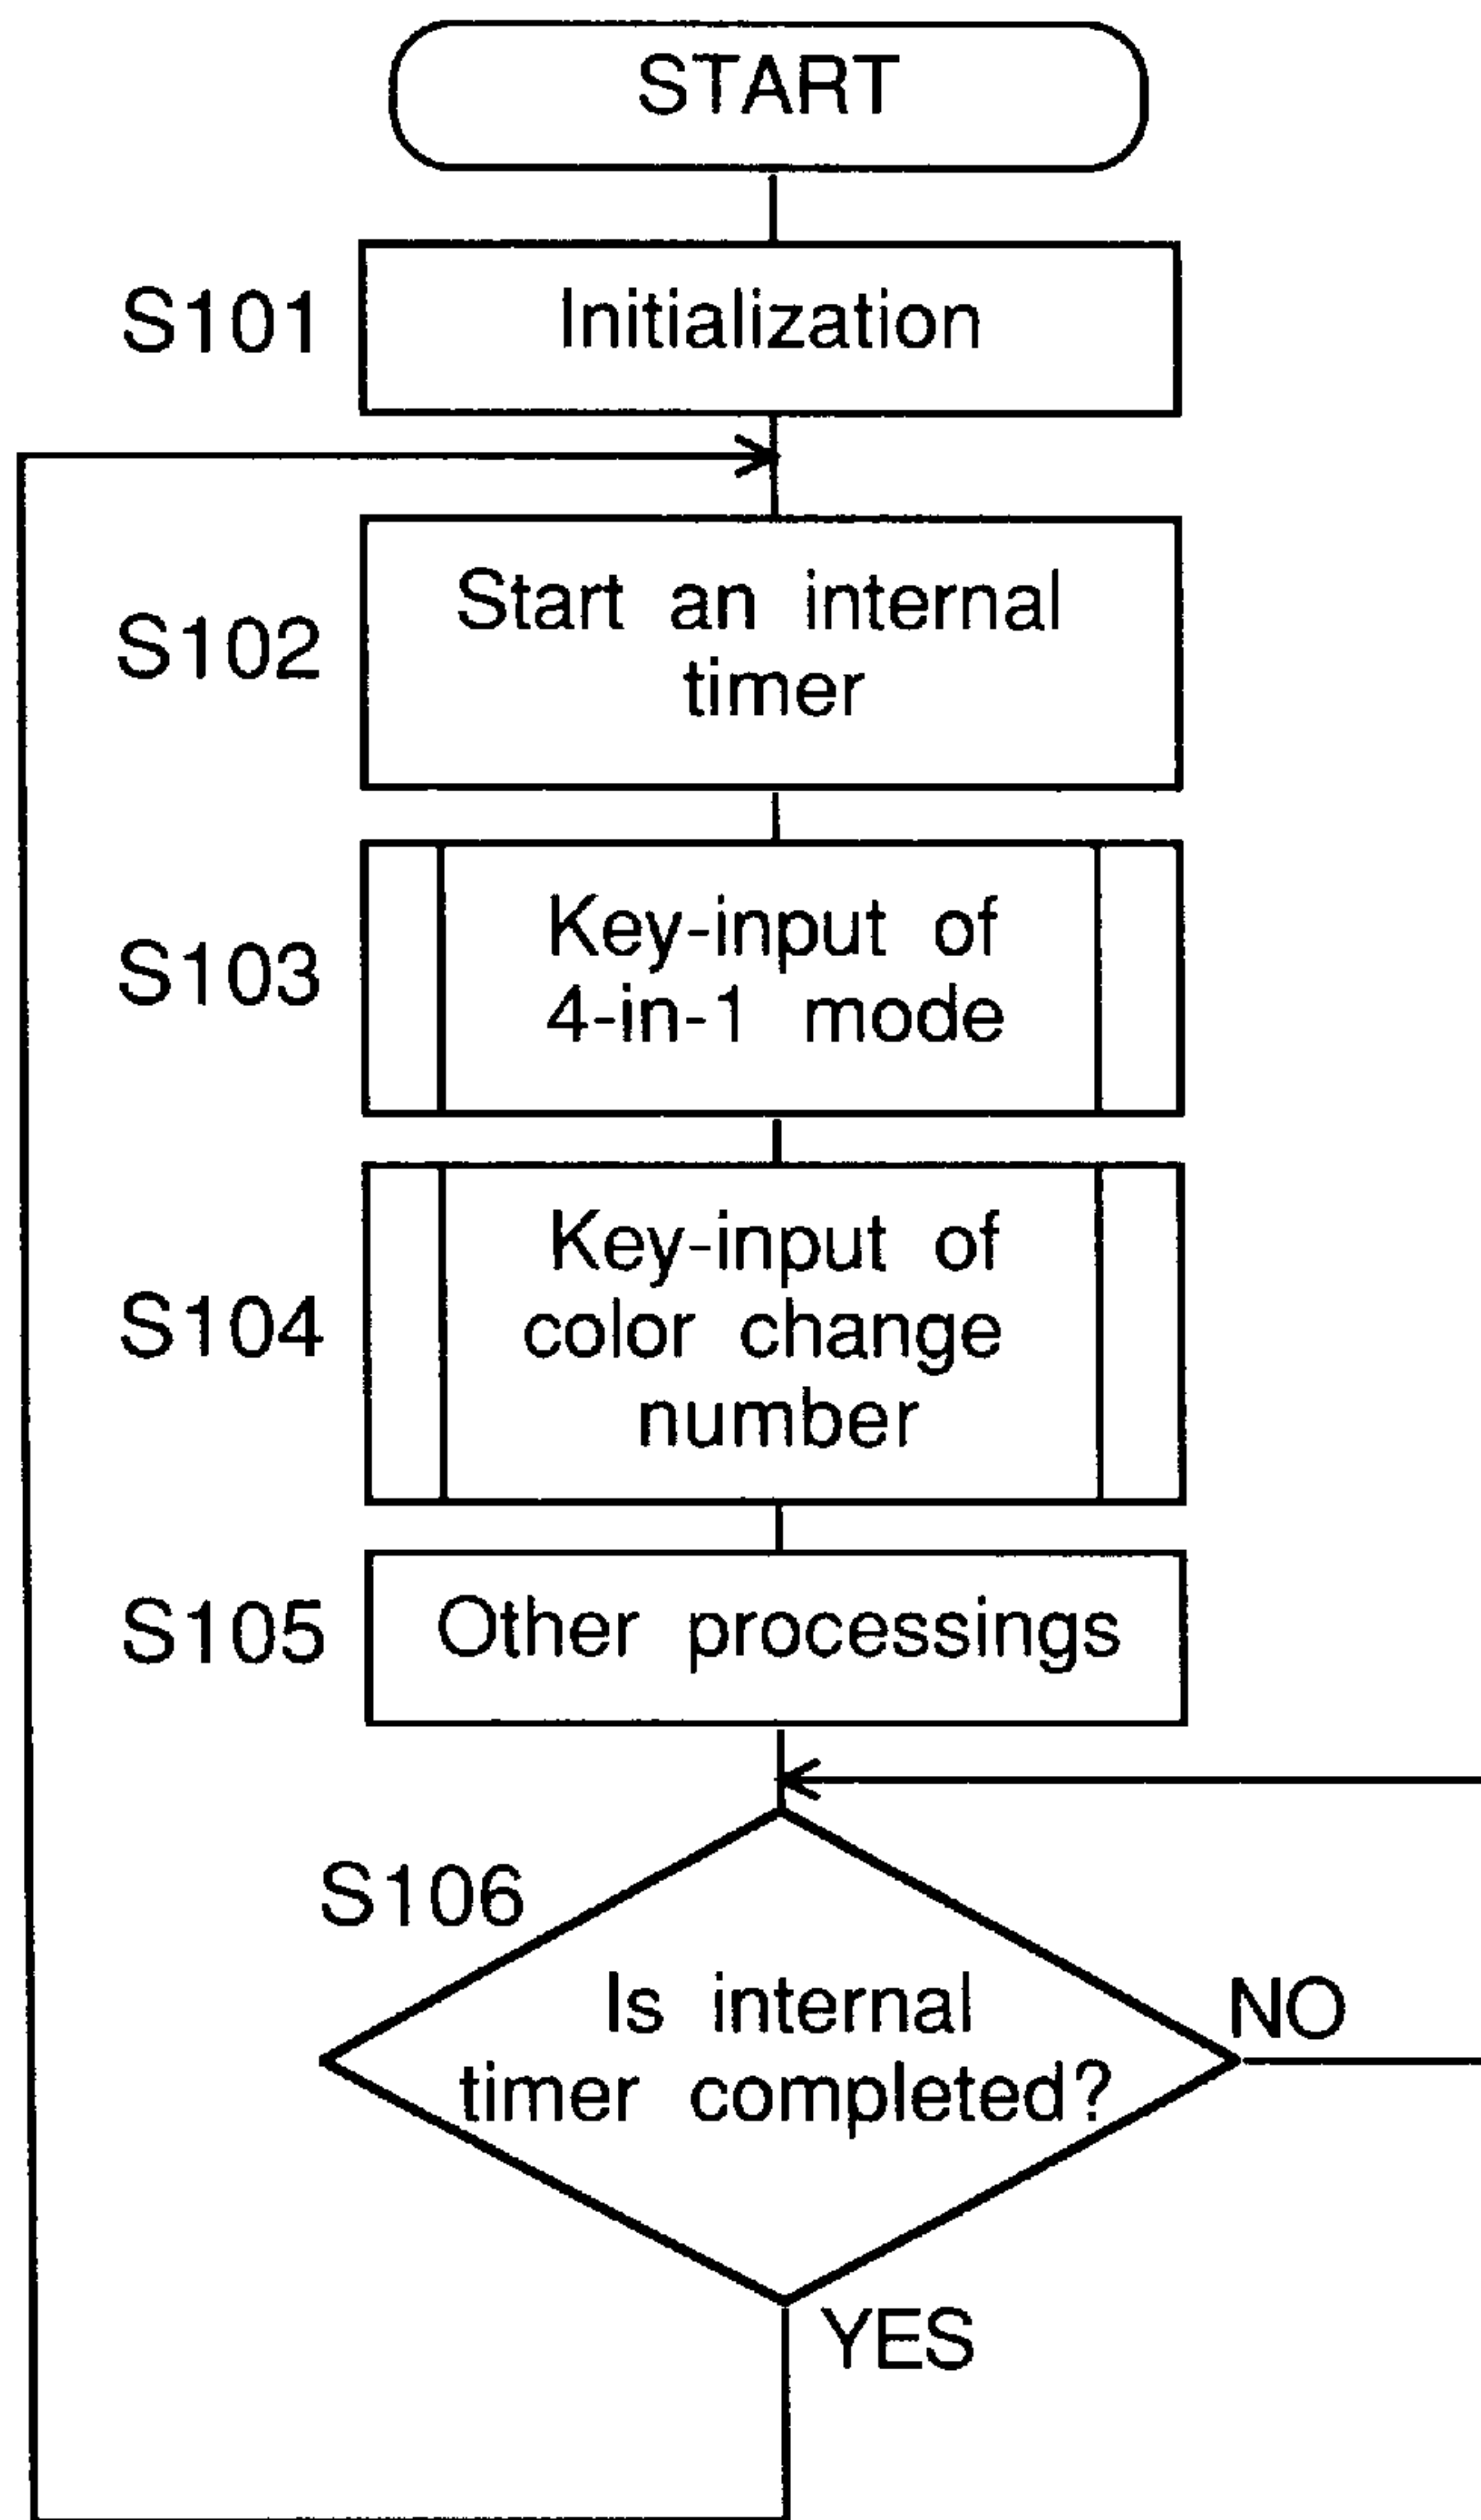 START
S101
Initialization
S102
Start an internal
timer
S103
Key-input of
4-in-1 mode
S104
Key-input of
color change
number
S105
Other processings
S106
Is internal
timer completed?
NO
YES